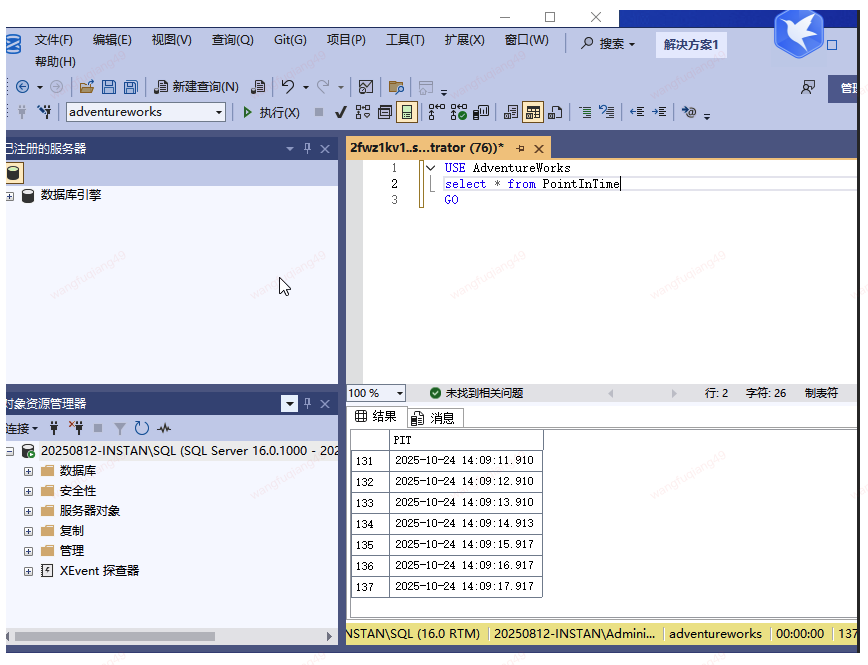 文件(F) 编辑(E) 视图(V) 查询(Q) Git(G) 项目(P) 工具(T) 扩展(X) 窗口(W) 搜索 解决方案1
帮助(H)
新建查询(N)
adventureworks 执行(X)
已注册的服务器
数据库引擎
2fwz1kv1..s...trator (76))*
1 USE AdventureWorks
2 select * from PointInTime
3 GO
100 % 未找到相关问题 行: 2 字符: 26 制表符
对象资源管理器
连接
20250812-INSTAN\SQL (SQL Server 16.0.1000 - 202
数据库
安全性
服务器对象
复制
管理
XEvent 探查器
结果 消息
PIT
131 2025-10-24 14:09:11.910
132 2025-10-24 14:09:12.910
133 2025-10-24 14:09:13.910
134 2025-10-24 14:09:14.913
135 2025-10-24 14:09:15.917
136 2025-10-24 14:09:16.917
137 2025-10-24 14:09:17.917
NSTAN\SQL (16.0 RTM) 20250812-INSTAN\Admini... adventureworks 00:00:00 137